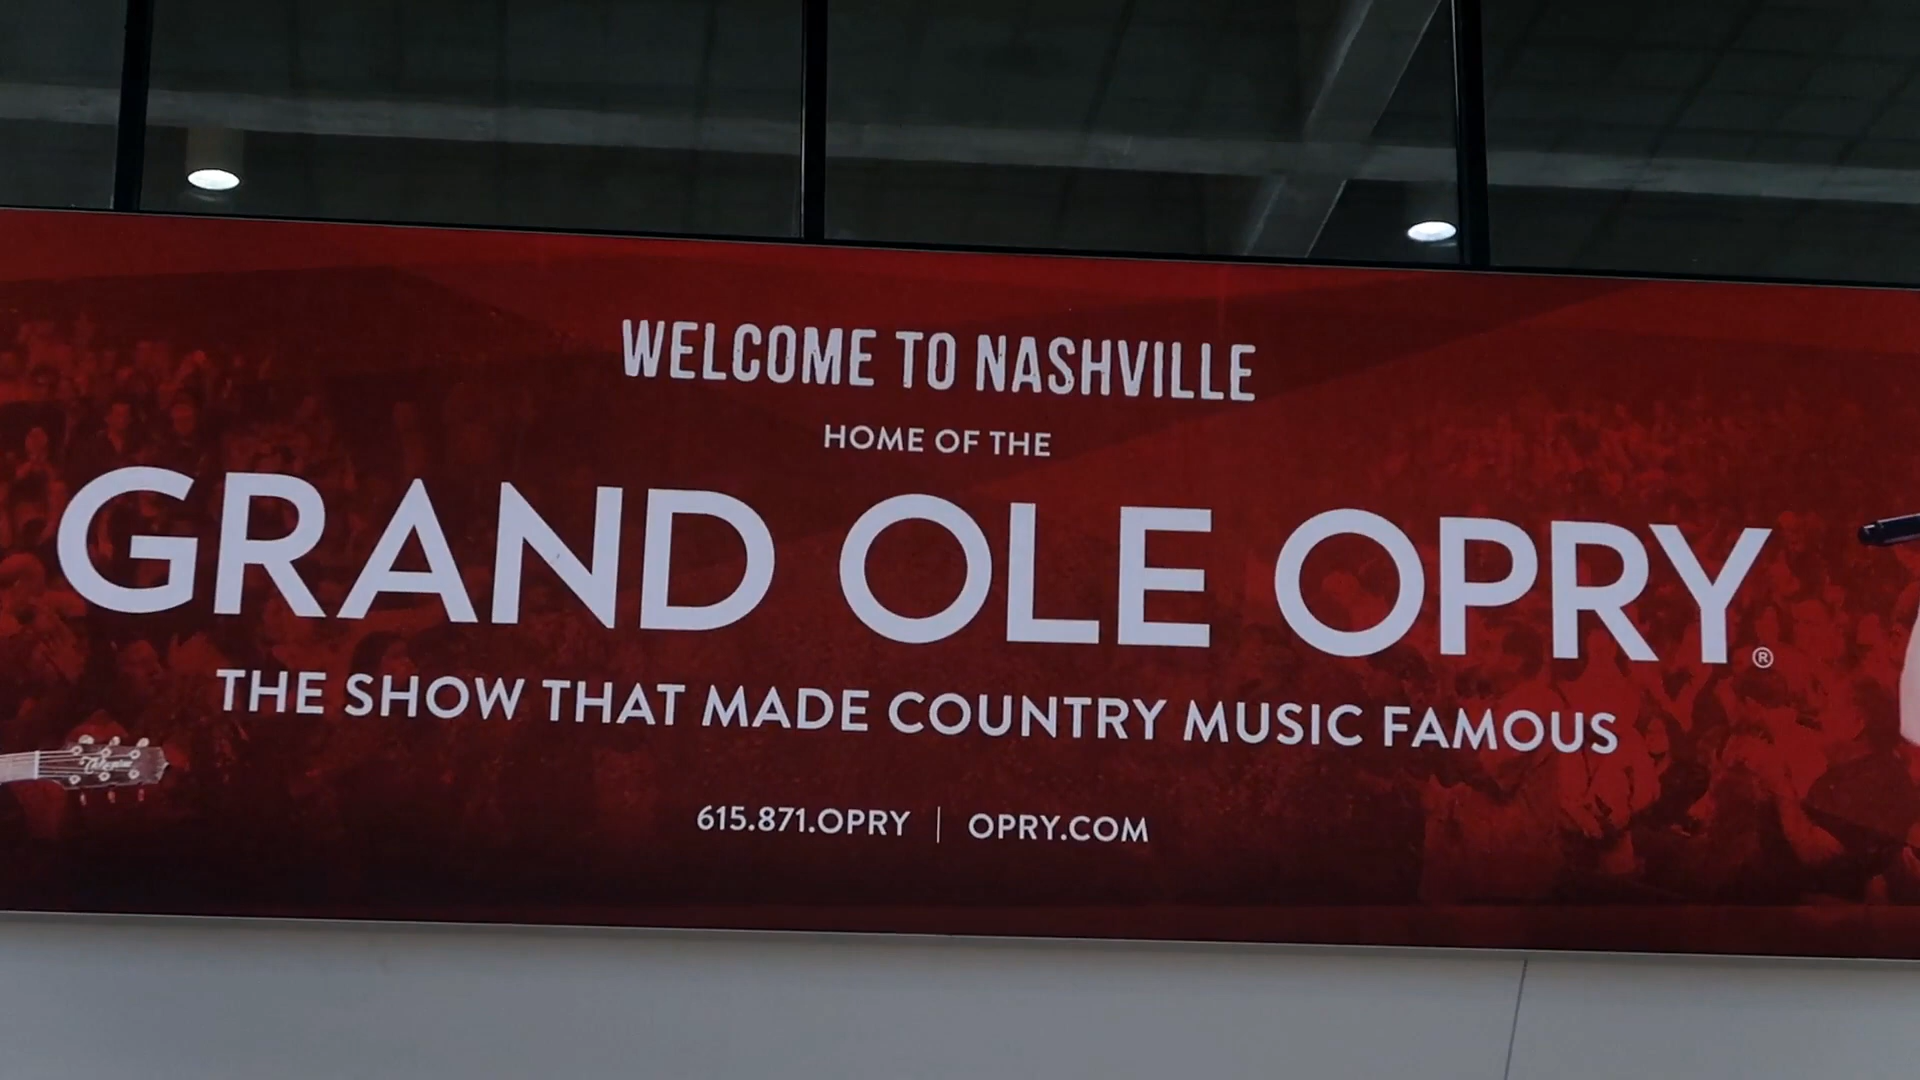 WELCOME TO NASHVILLE
HOME OF THE
GRAND OLE OPRY®
THE SHOW THAT MADE COUNTRY MUSIC FAMOUS
615.871.OPRY | OPRY.COM